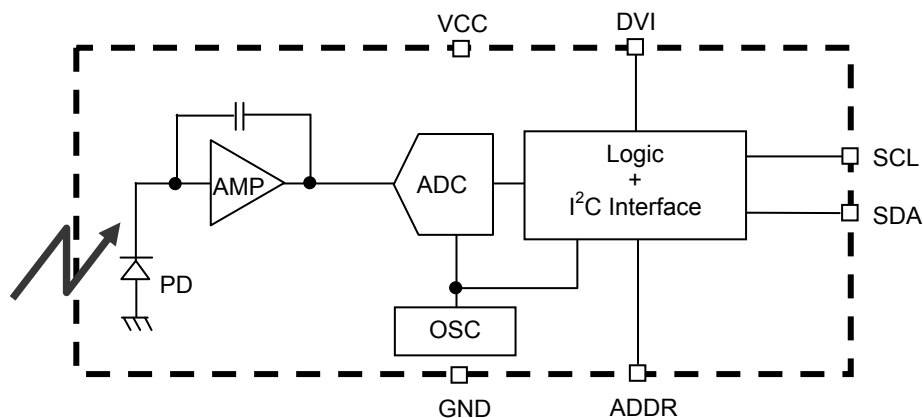 VCC
DVI
AMP
ADC
Logic
+
I²C Interface
SCL
SDA
PD
OSC
GND
ADDR